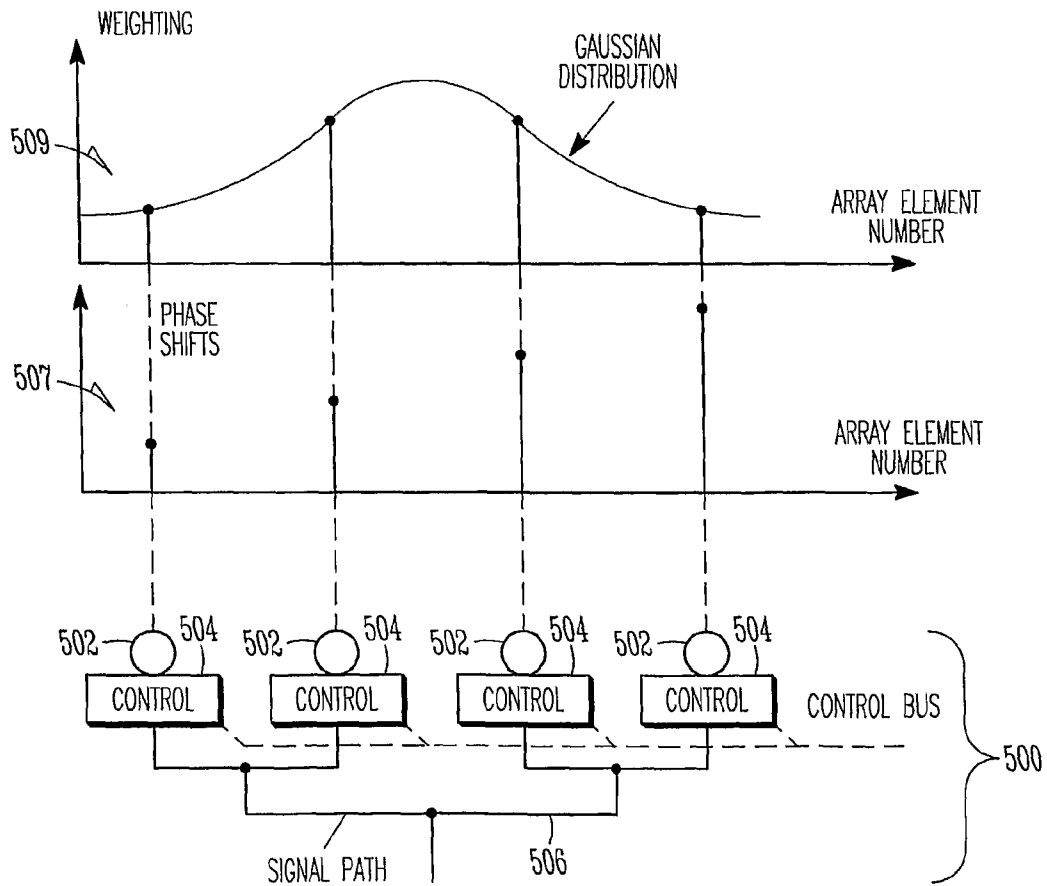 WEIGHTING
GAUSSIAN
DISTRIBUTION
509
ARRAY ELEMENT
NUMBER
PHASE
SHIFTS
507
ARRAY ELEMENT
NUMBER
502 504 502 504 502 504 502 504
CONTROL CONTROL CONTROL CONTROL
CONTROL BUS
500
SIGNAL PATH 506